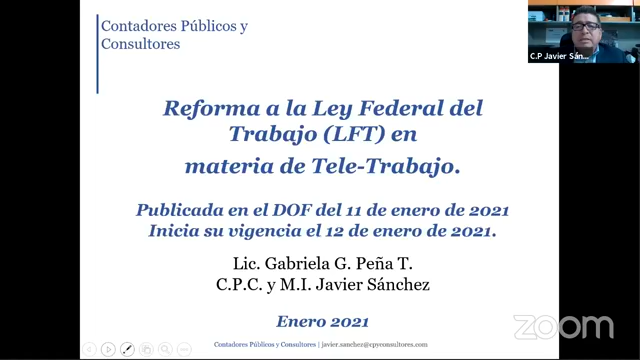 Contadores Públicos y
Consultores
C.P Javier Sán...
Reforma a la Ley Federal del
Trabajo (LFT) en
materia de Tele-Trabajo.
Publicada en el DOF del 11 de enero de 2021
Inicia su vigencia el 12 de enero de 2021.
Lic. Gabriela G. Peña T.
C.P.C. y M.I. Javier Sánchez
Enero 2021
zoom
Contadores Públicos y Consultores | javier.sanchez@cpyconsultores.com